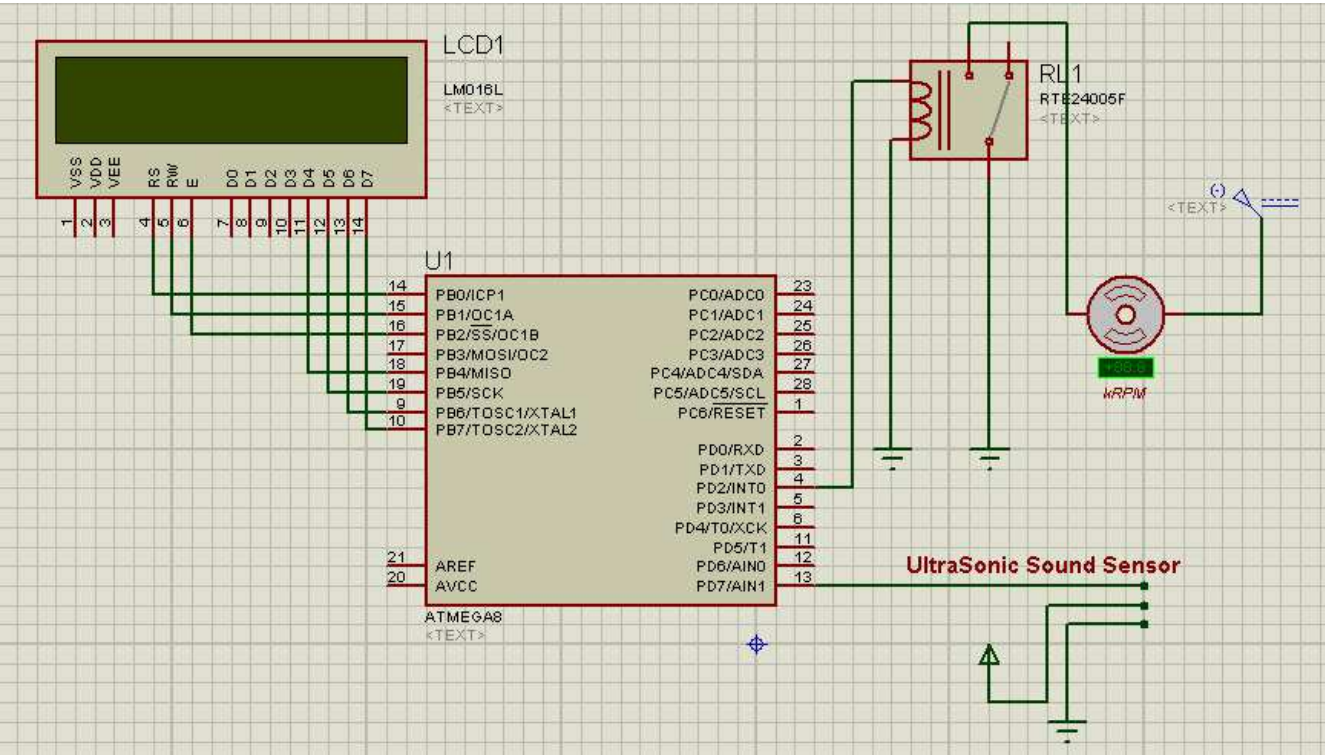 LCD1
LM016L
<TEXT>
VSS
VDD
VEE
RS
RW
E
D0
D1
D2
D3
D4
D5
D6
D7
1
2
3
4
5
6
7
8
9
10
11
12
13
14
RL1
RTE24005F
<TEXT>
(-)
<TEXT>
kRPM
U1
14 PB0/ICP1 PC0/ADC0 23
15 PB1/OC1A PC1/ADC1 24
16 PB2/SS/OC1B PC2/ADC2 25
17 PB3/MOSI/OC2 PC3/ADC3 26
18 PB4/MISO PC4/ADC4/SDA 27
19 PB5/SCK PC5/ADC5/SCL 28
9 PB6/TOSC1/XTAL1 PC6/RESET 1
10 PB7/TOSC2/XTAL2
PD0/RXD 2
PD1/TXD 3
PD2/INT0 4
PD3/INT1 5
PD4/T0/XCK 6
PD5/T1 11
21 AREF PD6/AIN0 12
20 AVCC PD7/AIN1 13
ATMEGA8
<TEXT>
UltraSonic Sound Sensor